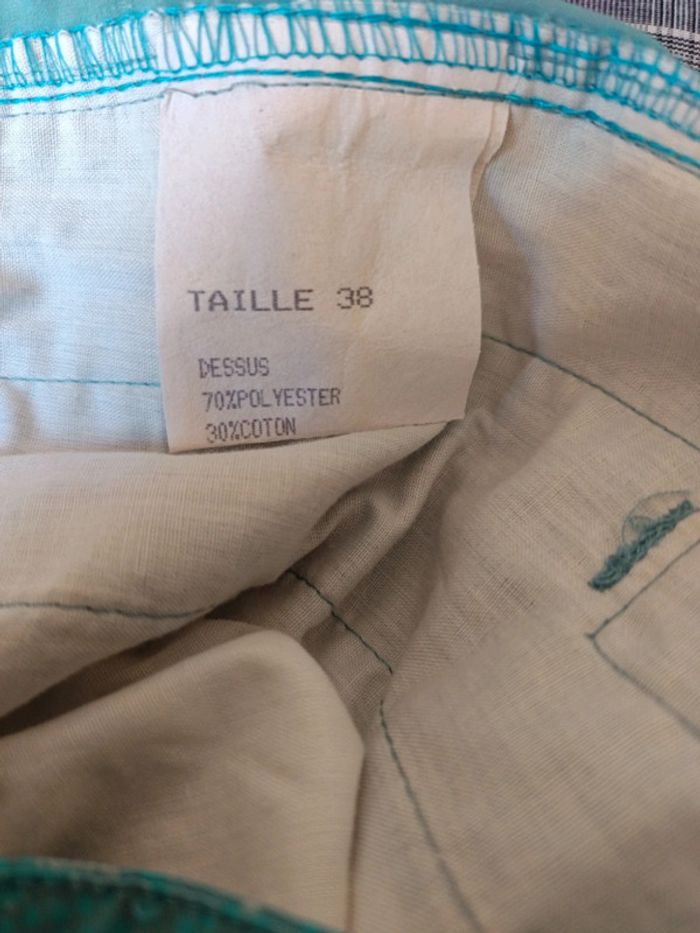 TAILLE 38
DESSUS
70%POLYESTER
30%COTON